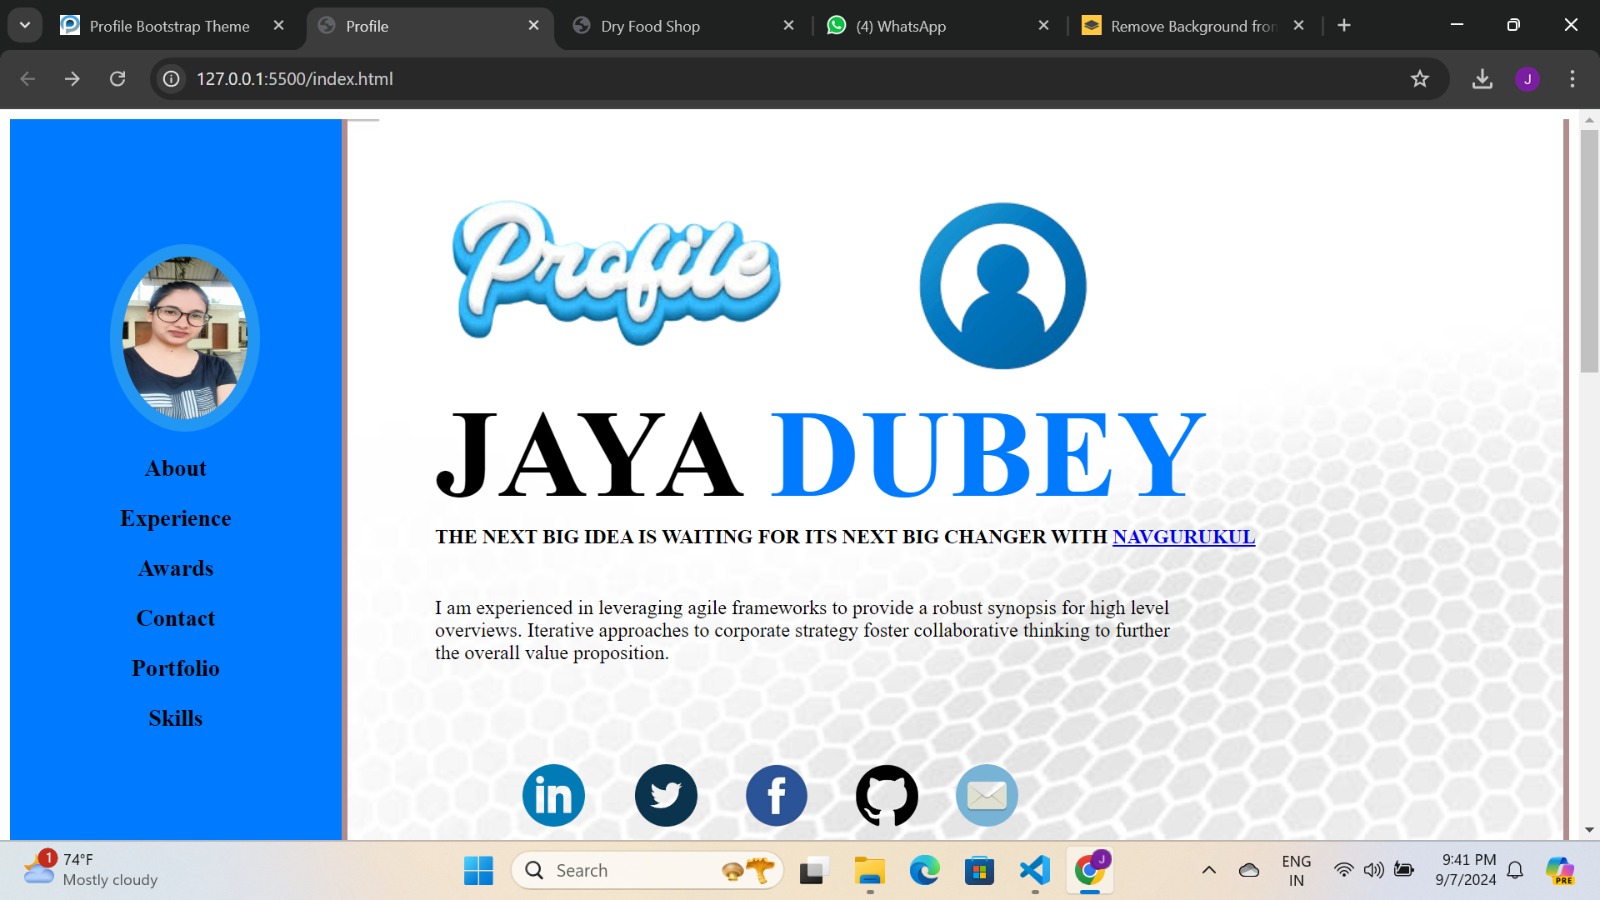 Profile Bootstrap Theme
Profile
Dry Food Shop
(4) WhatsApp
Remove Background from
127.0.0.1:5500/index.html
J
Profile
JAYA DUBEY
THE NEXT BIG IDEA IS WAITING FOR ITS NEXT BIG CHANGER WITH NAVGURUKUL
I am experienced in leveraging agile frameworks to provide a robust synopsis for high level
overviews. Iterative approaches to corporate strategy foster collaborative thinking to further
the overall value proposition.
About
Experience
Awards
Contact
Portfolio
Skills
in
f
1
74°F
Mostly cloudy
Search
J
ENG
IN
9:41 PM
9/7/2024
PRE